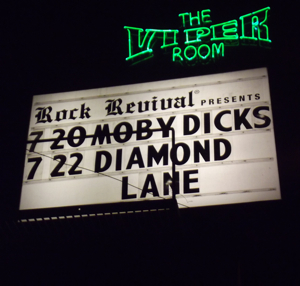 THE
VIPER
ROOM
Rock Revival PRESENTS
7 20 MOBY DICKS
7 22 DIAMOND
LANE